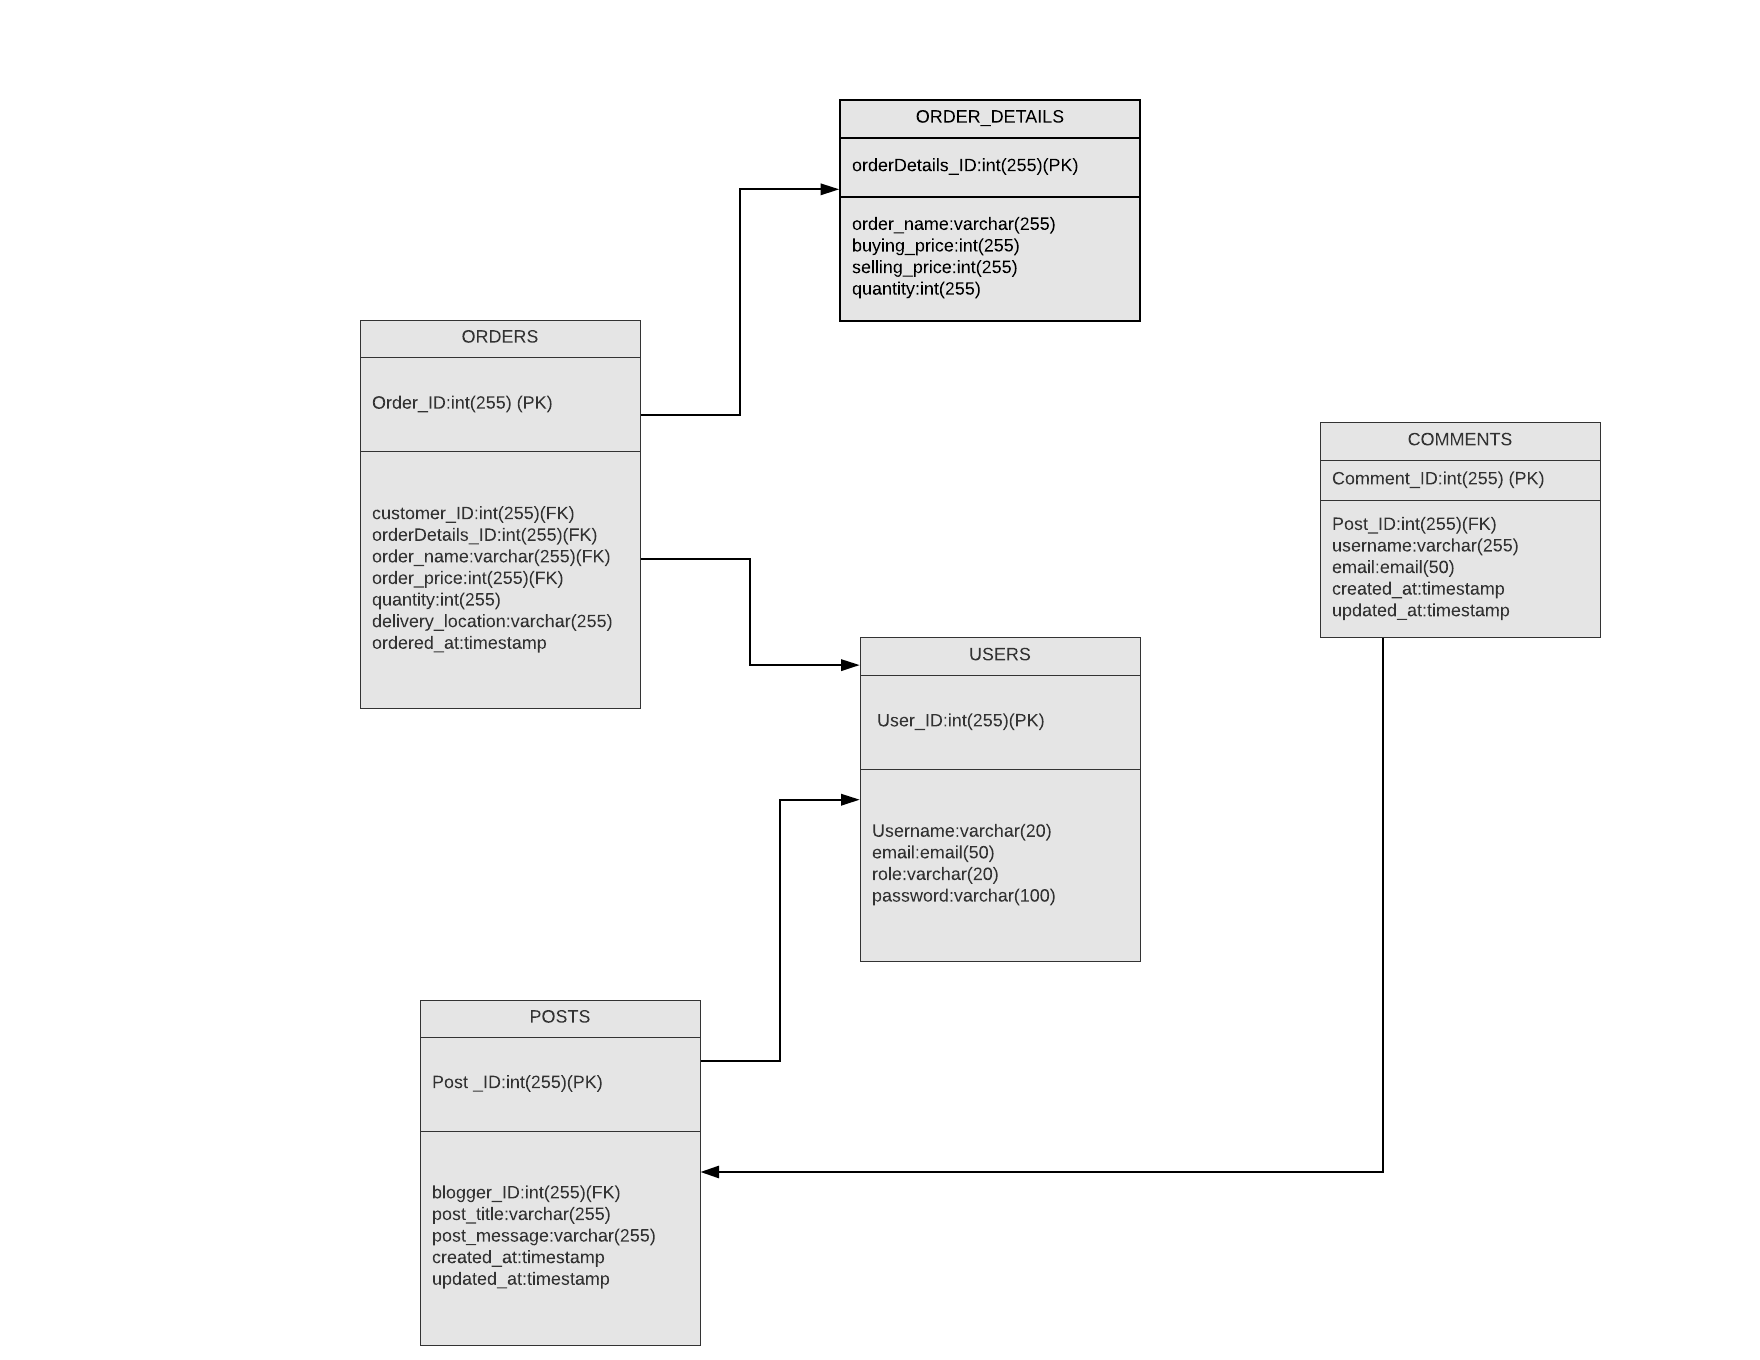 ORDER_DETAILS
orderDetails_ID:int(255)(PK)
order_name:varchar(255)
buying_price:int(255)
selling_price:int(255)
quantity:int(255)
ORDERS
Order_ID:int(255) (PK)
customer_ID:int(255)(FK)
orderDetails_ID:int(255)(FK)
order_name:varchar(255)(FK)
order_price:int(255)(FK)
quantity:int(255)
delivery_location:varchar(255)
ordered_at:timestamp
COMMENTS
Comment_ID:int(255) (PK)
Post_ID:int(255)(FK)
username:varchar(255)
email:email(50)
created_at:timestamp
updated_at:timestamp
USERS
User_ID:int(255)(PK)
Username:varchar(20)
email:email(50)
role:varchar(20)
password:varchar(100)
POSTS
Post _ID:int(255)(PK)
blogger_ID:int(255)(FK)
post_title:varchar(255)
post_message:varchar(255)
created_at:timestamp
updated_at:timestamp